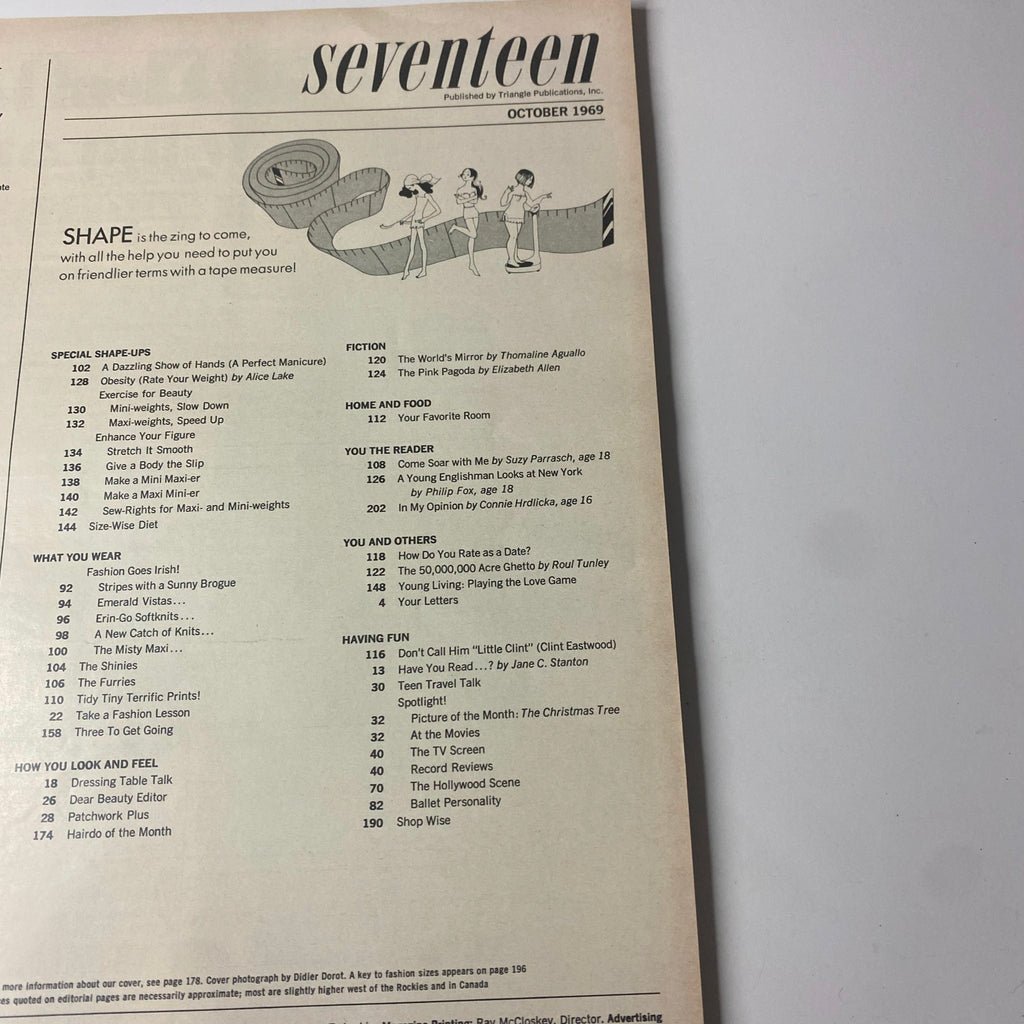 ate
seventeen
Published by Triangle Publications, Inc.
OCTOBER 1969
SHAPE is the zing to come,
with all the help you need to put you
on friendlier terms with a tape measure!
SPECIAL SHAPE-UPS
102 A Dazzling Show of Hands (A Perfect Manicure)
128 Obesity (Rate Your Weight) by Alice Lake
Exercise for Beauty
130 Mini-weights, Slow Down
132 Maxi-weights, Speed Up
Enhance Your Figure
134 Stretch It Smooth
136 Give a Body the Slip
138 Make a Mini Maxi-er
140 Make a Maxi Mini-er
142 Sew-Rights for Maxi- and Mini-weights
144 Size-Wise Diet
WHAT YOU WEAR
Fashion Goes Irish!
92 Stripes with a Sunny Brogue
94 Emerald Vistas...
96 Erin-Go Softknits...
98 A New Catch of Knits...
100 The Misty Maxi...
104 The Shinies
106 The Furries
110 Tidy Tiny Terrific Prints!
22 Take a Fashion Lesson
158 Three To Get Going
HOW YOU LOOK AND FEEL
18 Dressing Table Talk
26 Dear Beauty Editor
28 Patchwork Plus
174 Hairdo of the Month
FICTION
120 The World's Mirror by Thomaline Aguallo
124 The Pink Pagoda by Elizabeth Allen
HOME AND FOOD
112 Your Favorite Room
YOU THE READER
108 Come Soar with Me by Suzy Parrasch, age 18
126 A Young Englishman Looks at New York
by Philip Fox, age 18
202 In My Opinion by Connie Hrdlicka, age 16
YOU AND OTHERS
118 How Do You Rate as a Date?
122 The 50,000,000 Acre Ghetto by Roul Tunley
148 Young Living: Playing the Love Game
4 Your Letters
HAVING FUN
116 Don't Call Him "Little Clint" (Clint Eastwood)
13 Have You Read...? by Jane C. Stanton
30 Teen Travel Talk
Spotlight!
32 Picture of the Month: The Christmas Tree
32 At the Movies
40 The TV Screen
40 Record Reviews
70 The Hollywood Scene
82 Ballet Personality
190 Shop Wise
more information about our cover, see page 178. Cover photograph by Didier Dorot. A key to fashion sizes appears on page 196
es quoted on editorial pages are necessarily approximate; most are slightly higher west of the Rockies and in Canada
Printing: Ray McCloskey, Director. Advertising